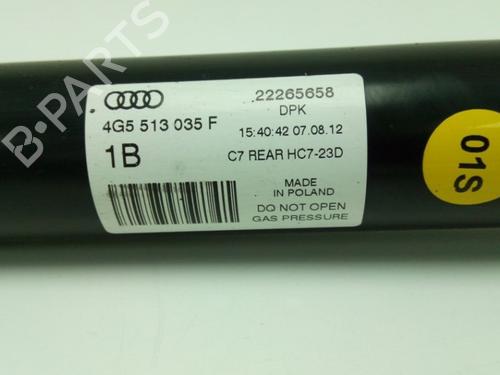 22265658
4G5 513 035 F
DPK
15:40:42 07.08.12
1B
C7 REAR HC7-23D
MADE
IN POLAND
DO NOT OPEN
GAS PRESSURE
01S
B-PARTS